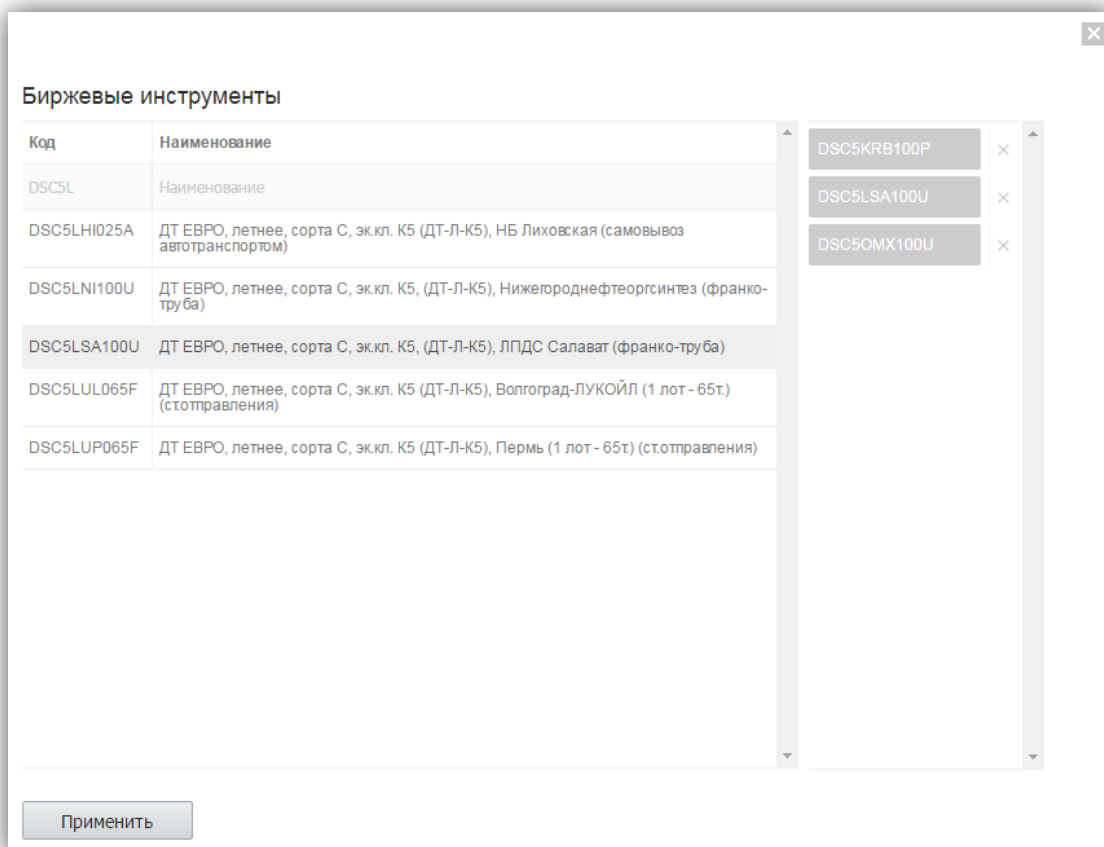 Биржевые инструменты
Код Наименование
DSC5L Наименование
DSC5LHI025A ДТ ЕВРО, летнее, сорта С, эк.кл. К5 (ДТ-Л-К5), НБ Лиховская (самовывоз
автотранспортом)
DSC5LNI100U ДТ ЕВРО, летнее, сорта С, эк.кл. К5, (ДТ-Л-К5), Нижегороднефтеоргсинтез (франко-
труба)
DSC5LSA100U ДТ ЕВРО, летнее, сорта С, эк.кл. К5, (ДТ-Л-К5), ЛПДС Салават (франко-труба)
DSC5LUL065F ДТ ЕВРО, летнее, сорта С, эк.кл. К5 (ДТ-Л-К5), Волгоград-ЛУКОЙЛ (1 лот - 65т.)
(ст.отправления)
DSC5LUP065F ДТ ЕВРО, летнее, сорта С, эк.кл. К5 (ДТ-Л-К5), Пермь (1 лот - 65т.) (ст.отправления)
DSC5KRB100P
DSC5LSA100U
DSC5OMX100U
Применить